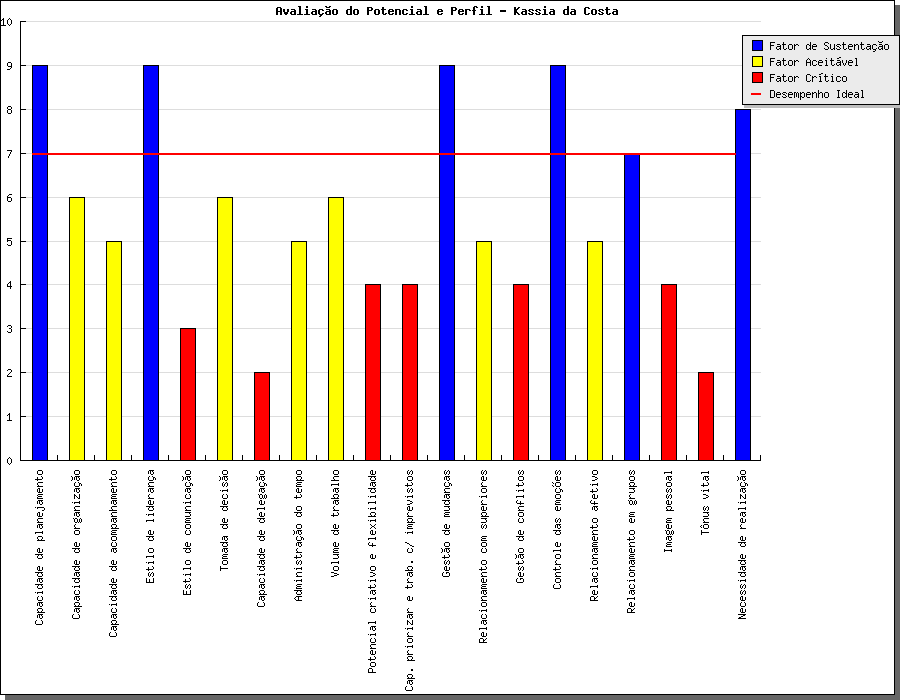 Avaliação do Potencial e Perfil - Kassia da Costa
Fator de Sustentação
Fator Aceitável
Fator Crítico
Desempenho Ideal
10
9
8
7
6
5
4
3
2
1
0
Capacidade de planejamento
Capacidade de organização
Capacidade de acompanhamento
Estilo de liderança
Estilo de comunicação
Tomada de decisão
Capacidade de delegação
Administração do tempo
Volume de trabalho
Potencial criativo e flexibilidade
Cap. priorizar e trab. c/ imprevistos
Gestão de mudanças
Relacionamento com superiores
Gestão de conflitos
Controle das emoções
Relacionamento afetivo
Relacionamento em grupos
Imagem pessoal
Tônus vital
Necessidade de realização